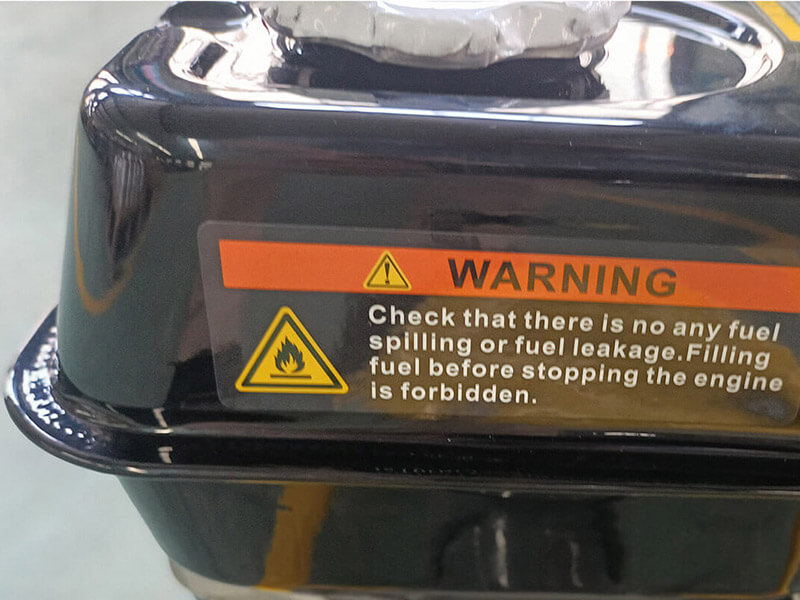 WARNING
Check that there is no any fuel
spilling or fuel leakage.Filling
fuel before stopping the engine
is forbidden.